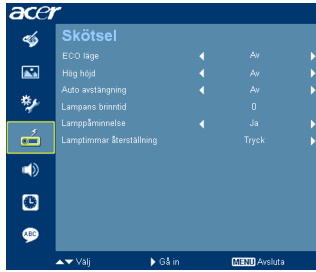 acer
Skötsel
ECO läge Av
Hög höjd Av
Auto avstängning Av
Lampans brinntid 0
Lamppåminnelse Ja
Lamptimmar återställning Tryck
ABC
Välj Gå in MENU Avsluta